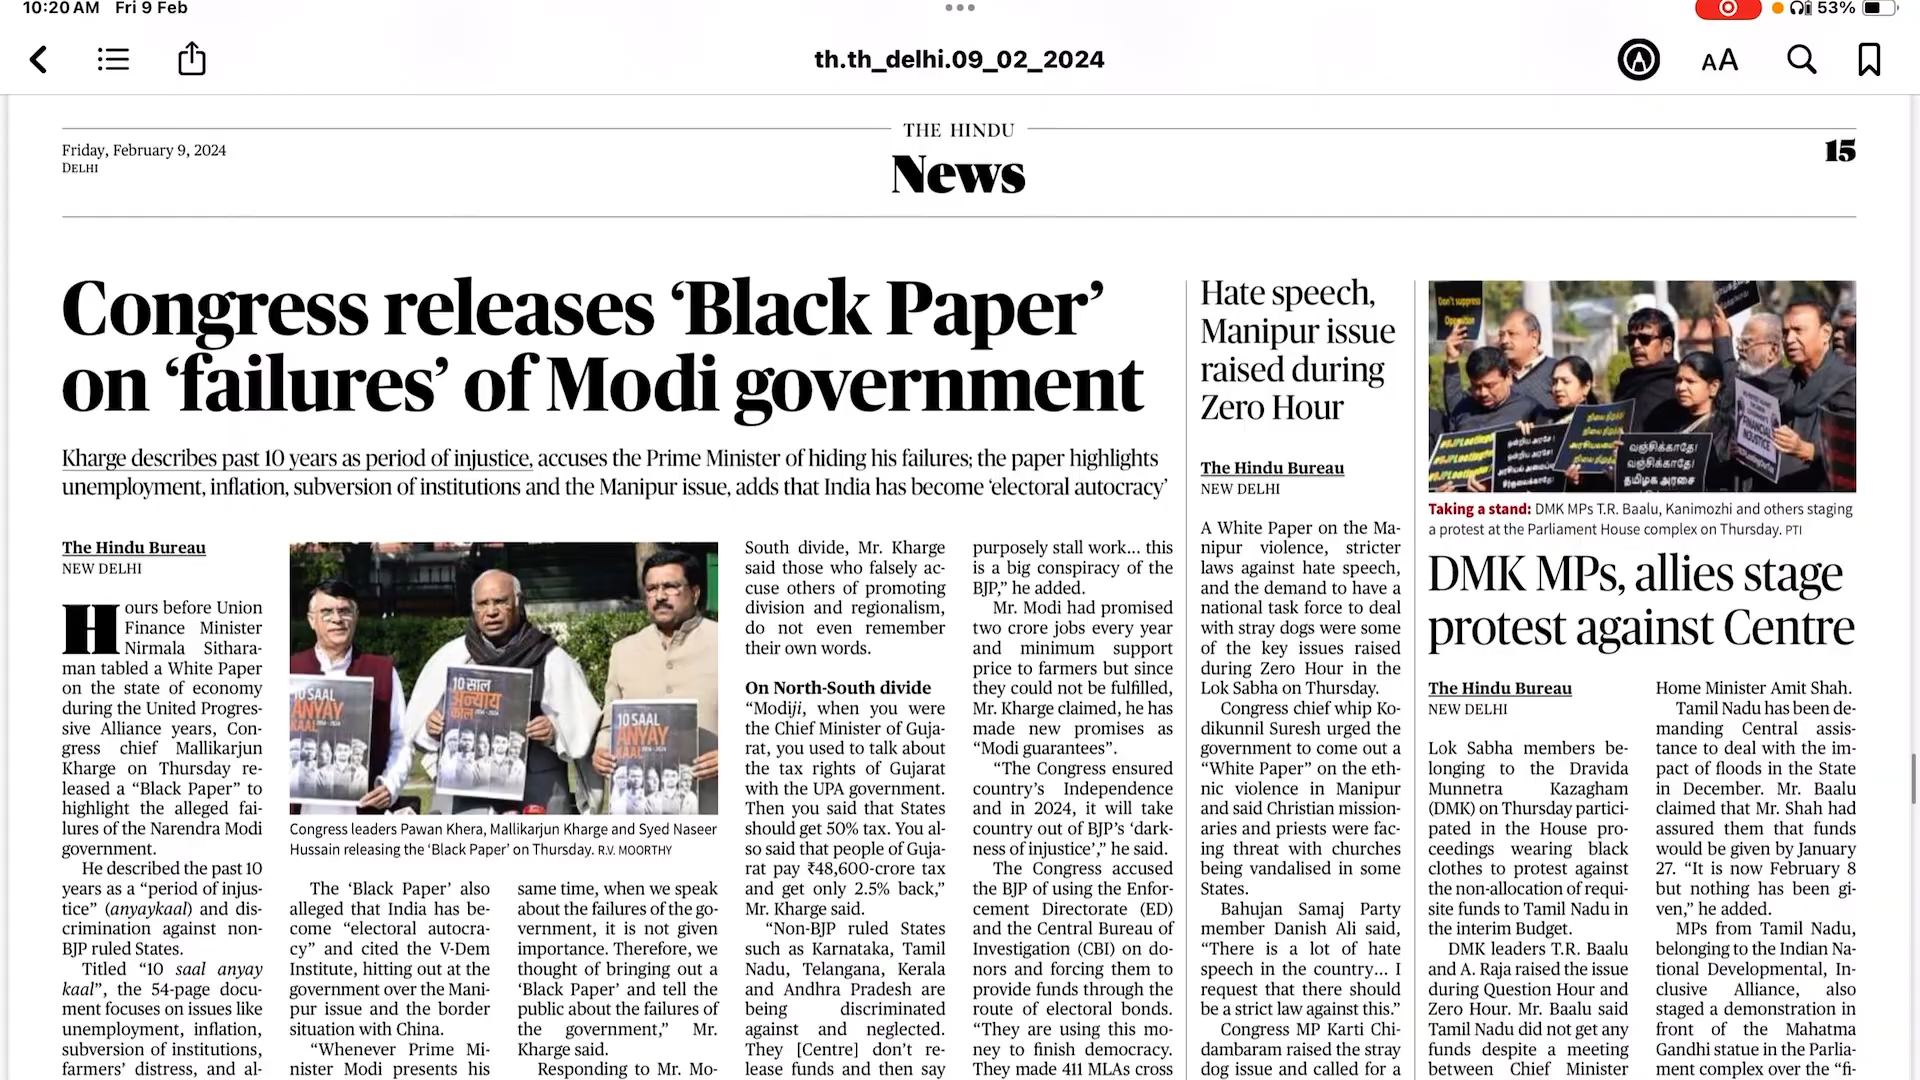 10:20 AM Fri 9 Feb
53%
th.th_delhi.09_02_2024
AA
THE HINDU
Friday, February 9, 2024
DELHI
News
15
Congress releases ‘Black Paper’
on ‘failures’ of Modi government
Kharge describes past 10 years as period of injustice, accuses the Prime Minister of hiding his failures; the paper highlights
unemployment, inflation, subversion of institutions and the Manipur issue, adds that India has become ‘electoral autocracy’
The Hindu Bureau
NEW DELHI
Hours before Union
Finance Minister
Nirmala Sithara-
man tabled a White Paper
on the state of economy
during the United Progres-
sive Alliance years, Con-
gress chief Mallikarjun
Kharge on Thursday re-
leased a “Black Paper” to
highlight the alleged fai-
lures of the Narendra Modi
government.
He described the past 10
years as a “period of injus-
tice” (anyaykaal) and dis-
crimination against non-
BJP ruled States.
Titled “10 saal anyay
kaal”, the 54-page docu-
ment focuses on issues like
unemployment, inflation,
subversion of institutions,
farmers’ distress, and al-
10 SAAL
ANYAY
KAAL
10 साल
अन्याय
काल
10 SAAL
ANYAY
KAAL
Congress leaders Pawan Khera, Mallikarjun Kharge and Syed Naseer
Hussain releasing the ‘Black Paper’ on Thursday. R.V. MOORTHY
The ‘Black Paper’ also
alleged that India has be-
come “electoral autocra-
cy” and cited the V-Dem
Institute, hitting out at the
government over the Mani-
pur issue and the border
situation with China.
“Whenever Prime Mi-
nister Modi presents his
same time, when we speak
about the failures of the go-
vernment, it is not given
importance. Therefore, we
thought of bringing out a
‘Black Paper’ and tell the
public about the failures of
the government,” Mr.
Kharge said.
Responding to Mr. Mo-
South divide, Mr. Kharge
said those who falsely ac-
cuse others of promoting
division and regionalism,
do not even remember
their own words.
On North-South divide
“Modiji, when you were
the Chief Minister of Guja-
rat, you used to talk about
the tax rights of Gujarat
with the UPA government.
Then you said that States
should get 50% tax. You al-
so said that people of Guja-
rat pay ₹48,600-crore tax
and get only 2.5% back,”
Mr. Kharge said.
“Non-BJP ruled States
such as Karnataka, Tamil
Nadu, Telangana, Kerala
and Andhra Pradesh are
being discriminated
against and neglected.
They [Centre] don’t re-
lease funds and then say
purposely stall work... this
is a big conspiracy of the
BJP,” he added.
Mr. Modi had promised
two crore jobs every year
and minimum support
price to farmers but since
they could not be fulfilled,
Mr. Kharge claimed, he has
made new promises as
“Modi guarantees”.
“The Congress ensured
country’s Independence
and in 2024, it will take
country out of BJP’s ‘dark-
ness of injustice’,” he said.
The Congress accused
the BJP of using the Enfor-
cement Directorate (ED)
and the Central Bureau of
Investigation (CBI) on do-
nors and forcing them to
provide funds through the
route of electoral bonds.
“They are using this mo-
ney to finish democracy.
They made 411 MLAs cross
Hate speech,
Manipur issue
raised during
Zero Hour
The Hindu Bureau
NEW DELHI
A White Paper on the Ma-
nipur violence, stricter
laws against hate speech,
and the demand to have a
national task force to deal
with stray dogs were some
of the key issues raised
during Zero Hour in the
Lok Sabha on Thursday.
Congress chief whip Ko-
dikunnil Suresh urged the
government to come out a
“White Paper” on the eth-
nic violence in Manipur
and said Christian mission-
aries and priests were fac-
ing threat with churches
being vandalised in some
States.
Bahujan Samaj Party
member Danish Ali said,
“There is a lot of hate
speech in the country... I
request that there should
be a strict law against this.”
Congress MP Karti Chi-
dambaram raised the stray
dog issue and called for a
Don't suppress
Opposition
வஞ்சிக்காதே!
வஞ்சிக்காதே!
தமிழக அரசை
Taking a stand: DMK MPs T.R. Baalu, Kanimozhi and others staging
a protest at the Parliament House complex on Thursday. PTI
DMK MPs, allies stage
protest against Centre
The Hindu Bureau
NEW DELHI
Lok Sabha members be-
longing to the Dravida
Munnetra Kazagham
(DMK) on Thursday partici-
pated in the House pro-
ceedings wearing black
clothes to protest against
the non-allocation of requi-
site funds to Tamil Nadu in
the interim Budget.
DMK leaders T.R. Baalu
and A. Raja raised the issue
during Question Hour and
Zero Hour. Mr. Baalu said
Tamil Nadu did not get any
funds despite a meeting
between Chief Minister
Home Minister Amit Shah.
Tamil Nadu has been de-
manding Central assis-
tance to deal with the im-
pact of floods in the State
in December. Mr. Baalu
claimed that Mr. Shah had
assured them that funds
would be given by January
27. “It is now February 8
but nothing has been gi-
ven,” he added.
MPs from Tamil Nadu,
belonging to the Indian Na-
tional Developmental, In-
clusive Alliance, also
staged a demonstration in
front of the Mahatma
Gandhi statue in the Parlia-
ment complex over the “fi-